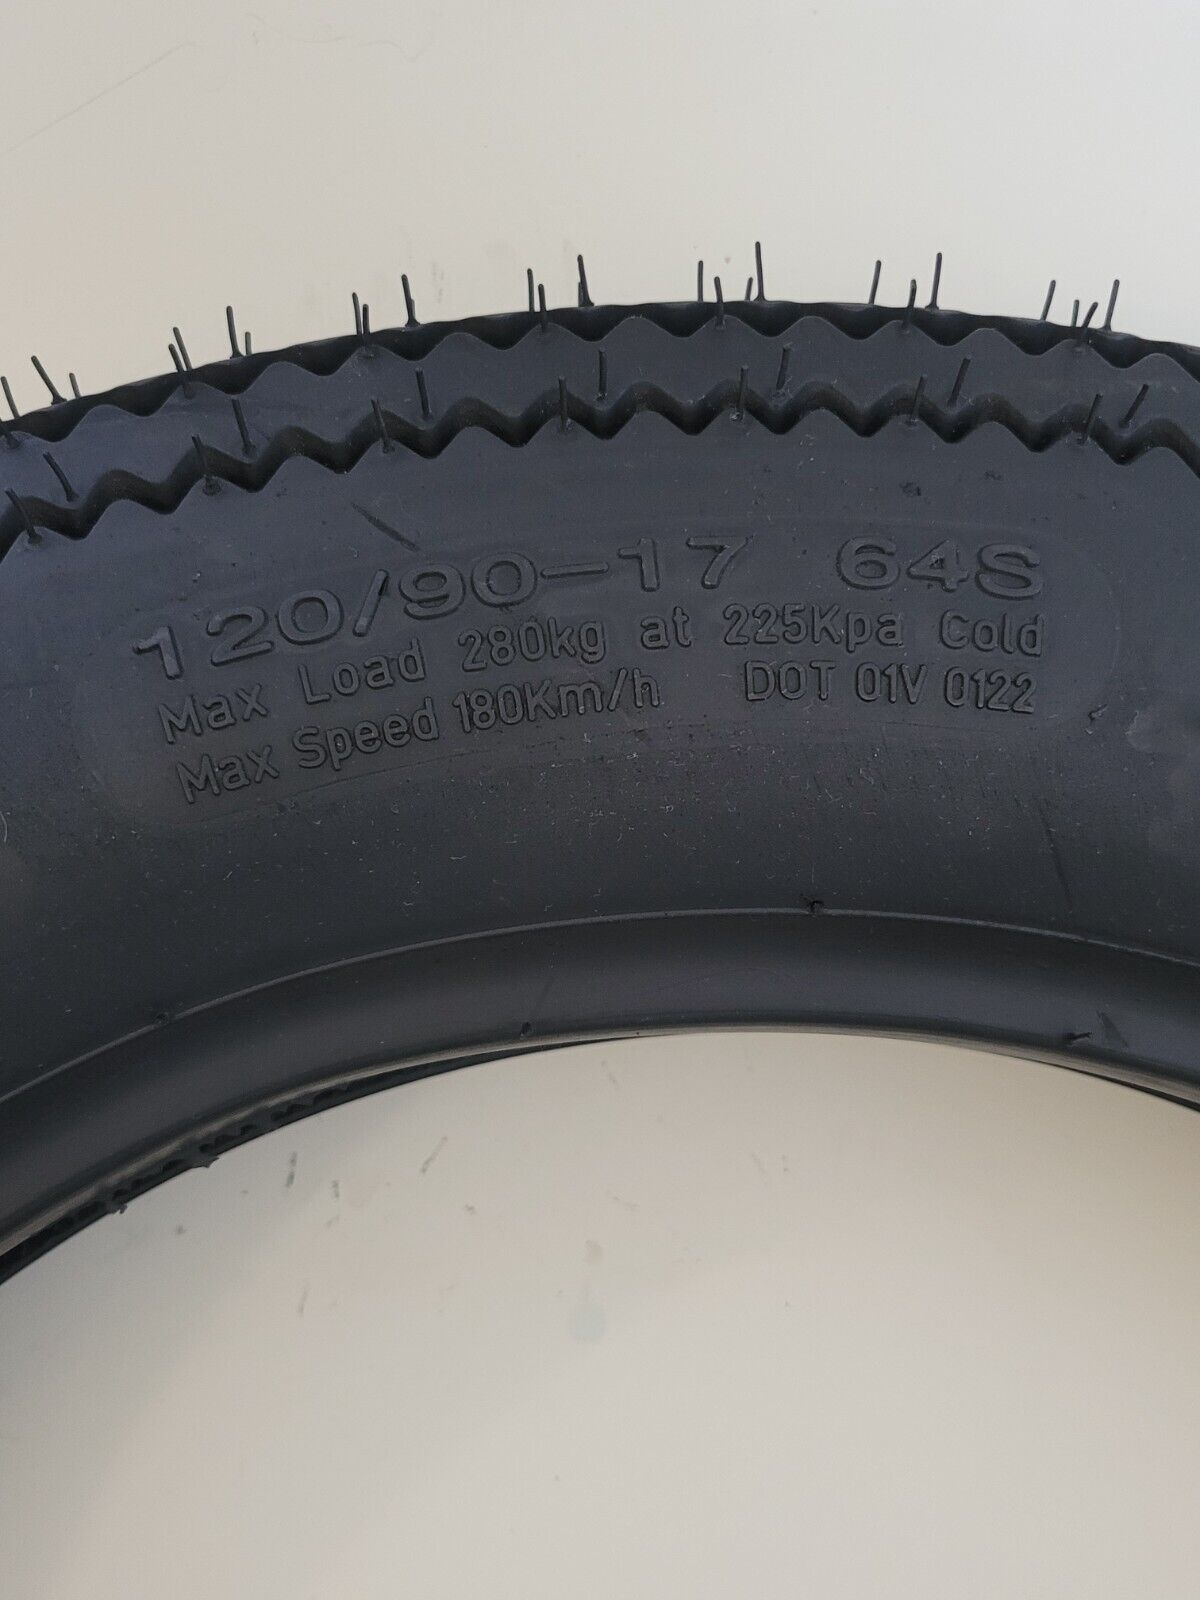 120/90-17 64S
Max Load 280kg at 225Kpa Cold
Max Speed 180Km/h DOT 01V 0122